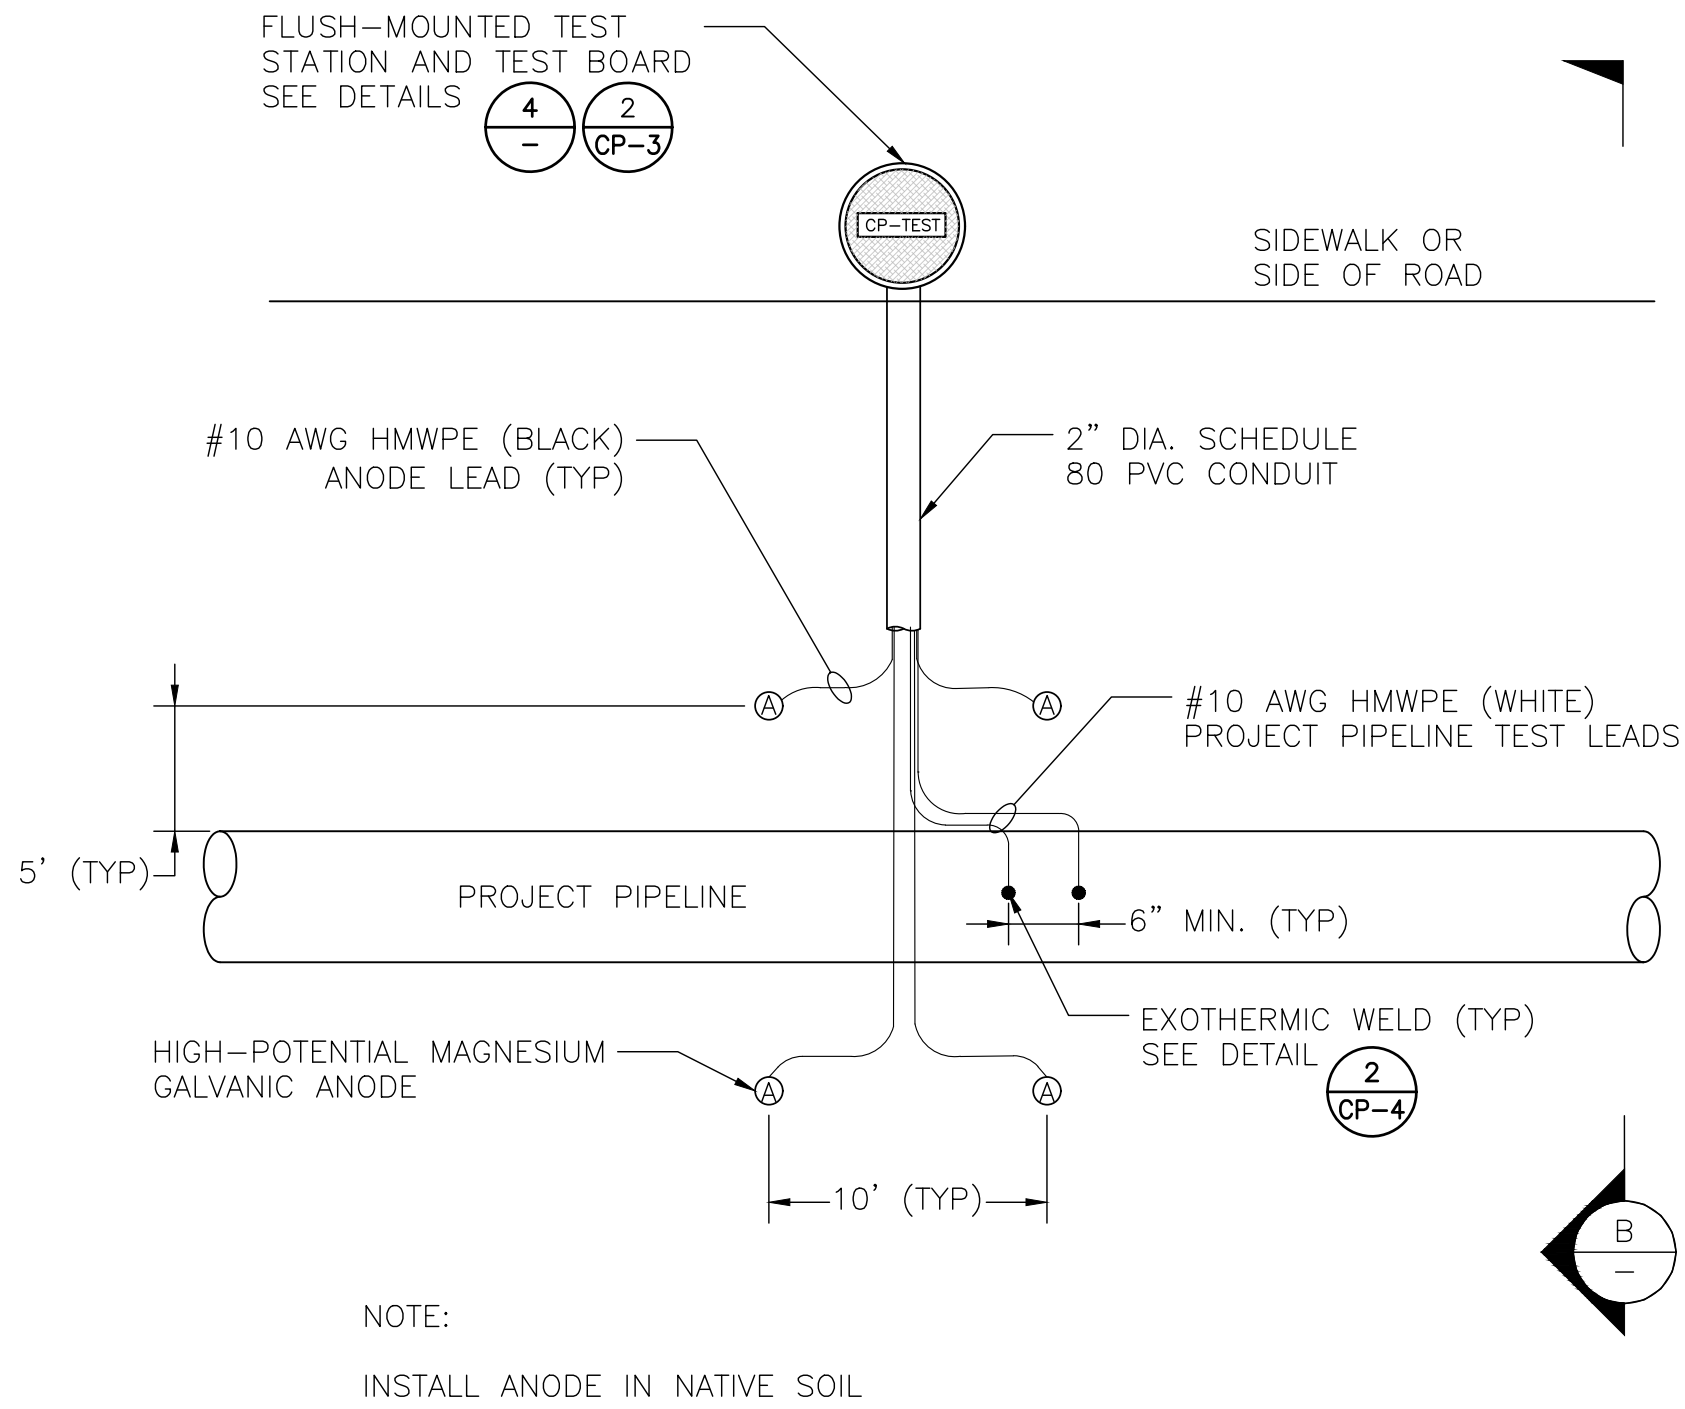 FLUSH-MOUNTED TEST
STATION AND TEST BOARD
SEE DETAILS
4
-
2
CP-3
CP-TEST
SIDEWALK OR
SIDE OF ROAD
#10 AWG HMWPE (BLACK)
ANODE LEAD (TYP)
2" DIA. SCHEDULE
80 PVC CONDUIT
A
A
#10 AWG HMWPE (WHITE)
PROJECT PIPELINE TEST LEADS
5' (TYP)
PROJECT PIPELINE
6" MIN. (TYP)
EXOTHERMIC WELD (TYP)
SEE DETAIL
2
CP-4
HIGH-POTENTIAL MAGNESIUM
GALVANIC ANODE
A
A
10' (TYP)
B
-
NOTE:
INSTALL ANODE IN NATIVE SOIL